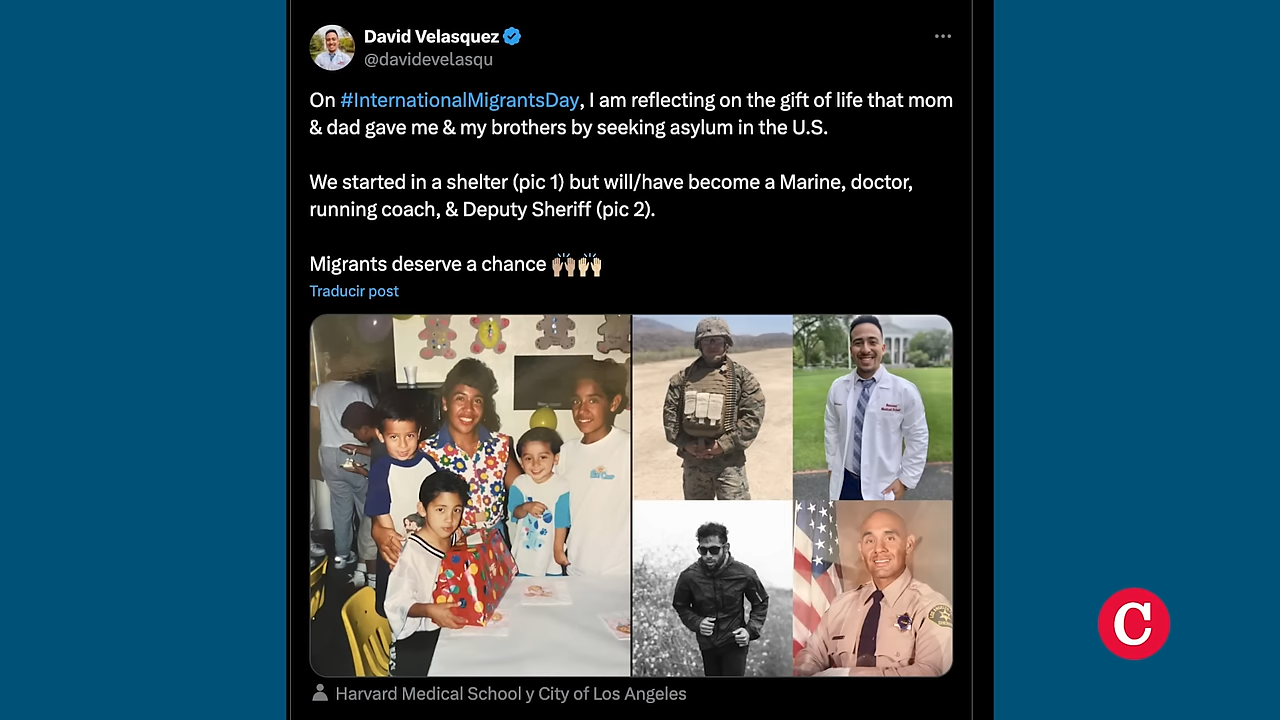 David Velasquez
@davidevelasqu
On #InternationalMigrantsDay, I am reflecting on the gift of life that mom
& dad gave me & my brothers by seeking asylum in the U.S.
We started in a shelter (pic 1) but will/have become a Marine, doctor,
running coach, & Deputy Sheriff (pic 2).
Migrants deserve a chance 🙌🏽🙌🏼
Traducir post
Harvard Medical School y City of Los Angeles
C